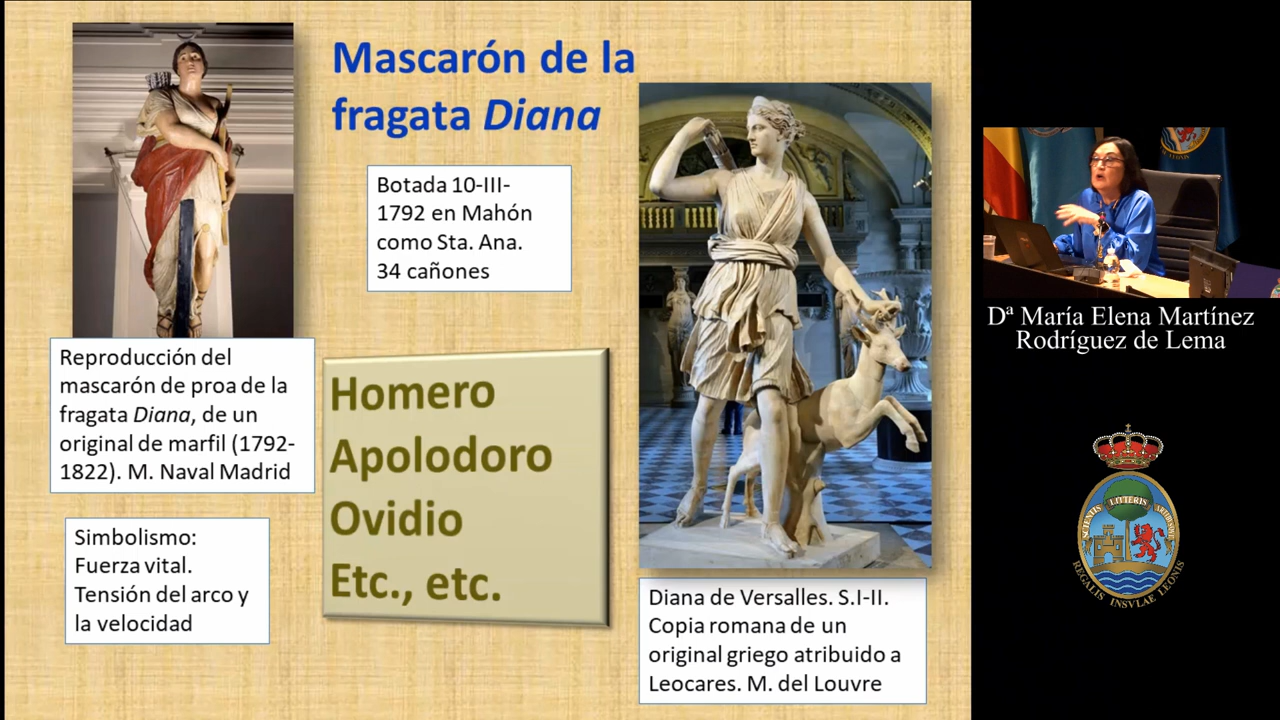 Mascarón de la
fragata Diana
Botada 10-III-
1792 en Mahón
como Sta. Ana.
34 cañones
Reproducción del
mascarón de proa de la
fragata Diana, de un
original de marfil (1792-
1822). M. Naval Madrid
Simbolismo:
Fuerza vital.
Tensión del arco y
la velocidad
Homero
Apolodoro
Ovidio
Etc., etc.
Diana de Versalles. S.I-II.
Copia romana de un
original griego atribuido a
Leocares. M. del Louvre
Dª María Elena Martínez
Rodríguez de Lema
SCIENTIIS LITTERIS ARTIBUSQUE
REGALIS INSVLAE LEONIS